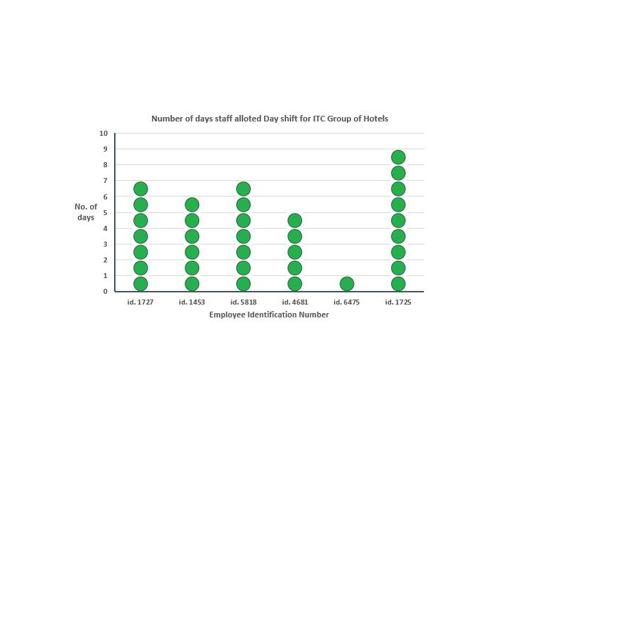 Number of days staff alloted Day shift for ITC Group of Hotels
10
9
8
7
6
5
4
3
2
1
0
No. of
days
id. 1727 id. 1453 id. 5818 id. 4681 id. 6475 id. 1725
Employee Identification Number